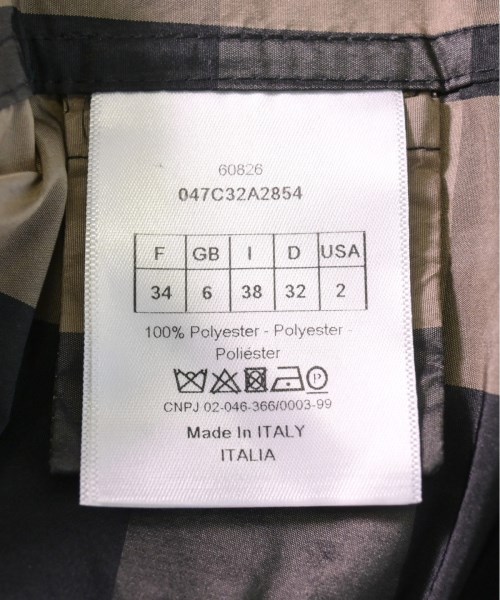 60826
047C32A2854
F GB I D USA
34 6 38 32 2
100% Polyester - Polyester -
Poliéster
P
CNPJ 02-046-366/0003-99
Made In ITALY
ITALIA